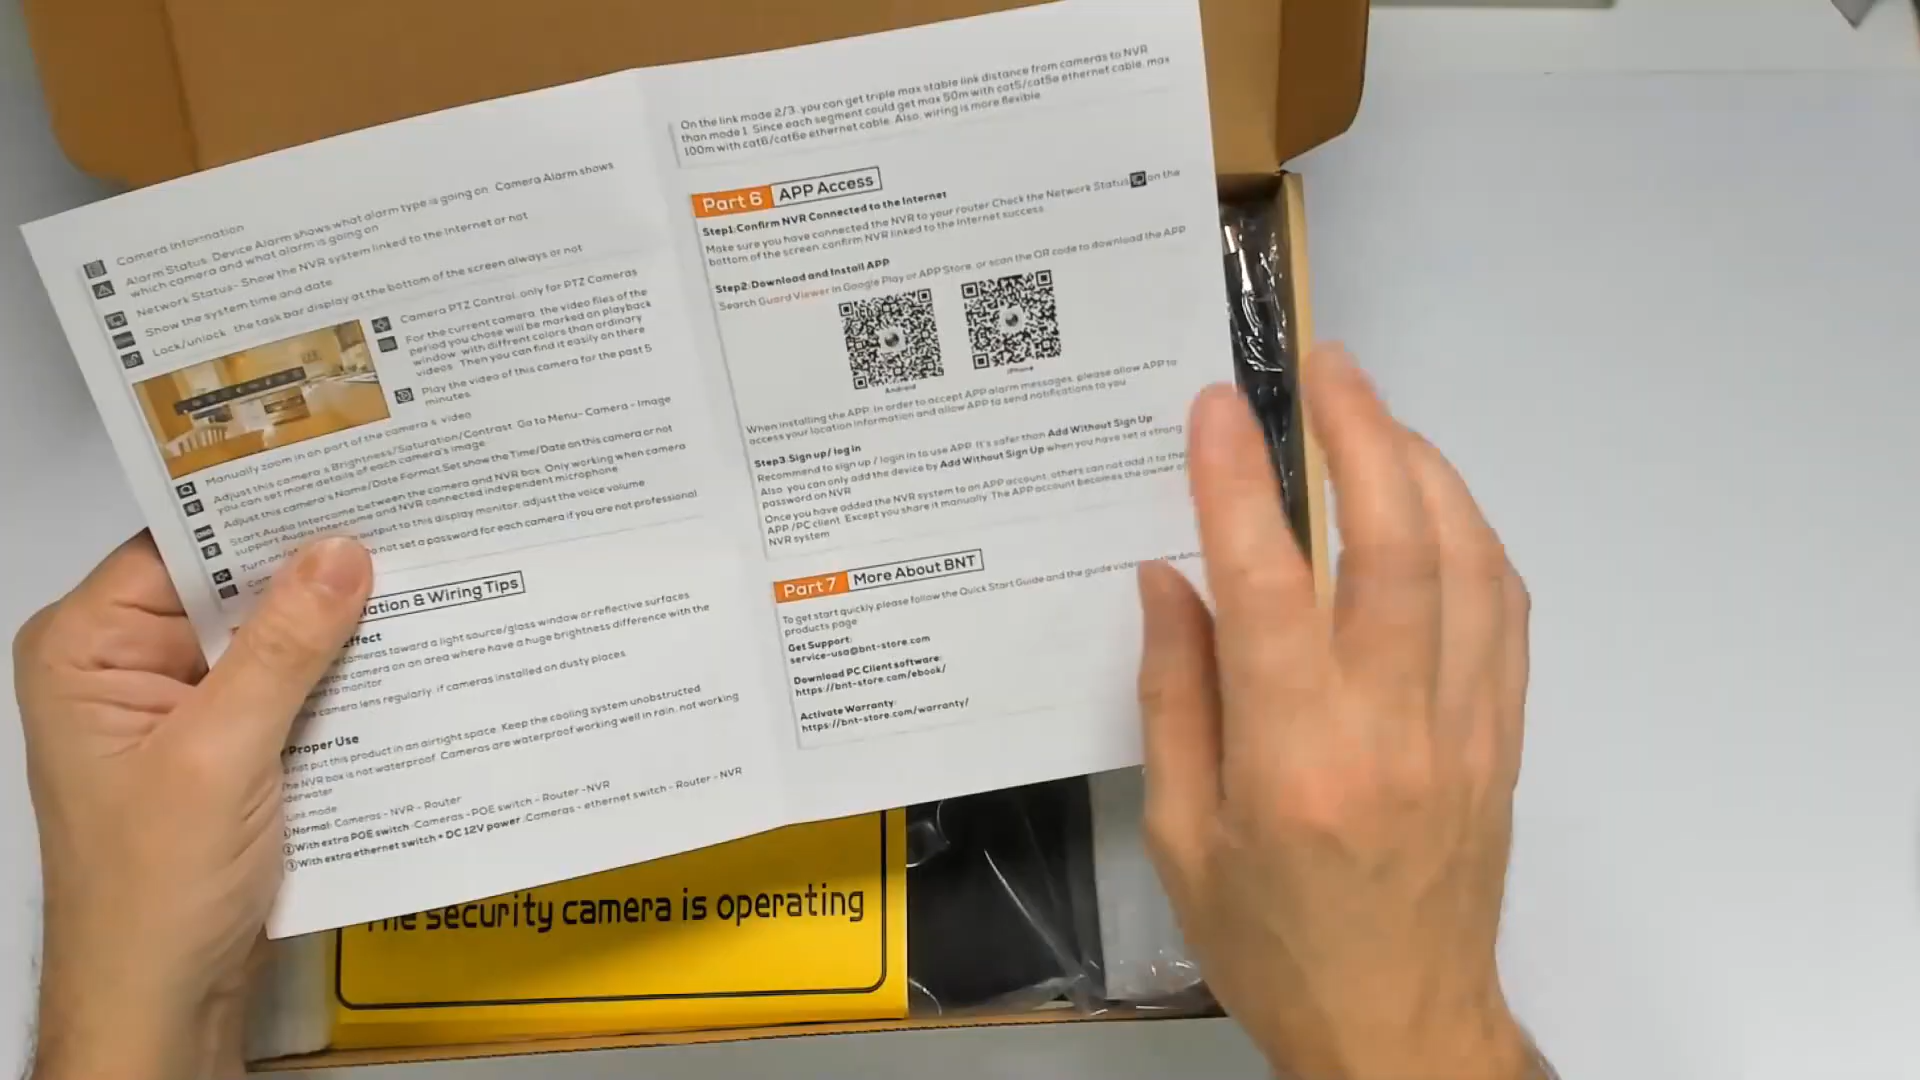 Camera Information
Alarm Status: Device Alarm shows what alarm type is going on. Camera Alarm shows
which camera and what alarm is going on
Network Status- Show the NVR system linked to the Internet or not
Show the system time and date
Lock/unlock the task bar display at the bottom of the screen always or not
Camera PTZ Control, only for PTZ Cameras
For the current camera, the video files of the
period you chose will be marked on playback
window with diffrent colors than ordinary
videos. Then you can find it easily on there
Play the video of this camera for the past 5
minutes.
Manually zoom in on part of the camera's video
Adjust this camera's Brightness/Saturation/Contrast. Go to Menu- Camera - Image
you can set more details of each camera's image
Adjust this camera's Name/Date Format.Set show the Time/Date on this camera or not
Start Audio Intercome between the camera and NVR box. Only working when camera
support Audio Intercome and NVR connected independent microphone
Turn on/of output to this display monitor, adjust the voice volume
Cam do not set a password for each camera if you are not professional
lation & Wiring Tips
ffect
cameras toward a light source/glass window or reflective surfaces
the camera on an area where have a huge brightness difference with the
nt to monitor
camera lens regularly, if cameras installed on dusty places.
Proper Use
not put this product in an airtight space. Keep the cooling system unobstructed.
The NVR box is not waterproof. Cameras are waterproof working well in rain, not working
derwater
Link mode
①Normal: Cameras - NVR - Router
②With extra POE switch :Cameras -POE switch - Router -NVR
③With extra ethernet switch + DC 12V power :Cameras - ethernet switch - Router - NVR
On the link mode 2/3, you can get triple max stable link distance from cameras to NVR
than mode 1. Since each segment could get max 50m with cat5/cat5e ethernet cable, max
100m with cat6/cat6e ethernet cable. Also, wiring is more flexible.
Part 6 APP Access
Step1:Confirm NVR Connected to the Internet
Make sure you have connected the NVR to your router Check the Network Status on the
bottom of the screen,confirm NVR linked to the Internet success
Step2:Download and Install APP
Search Guard Viewer in Google Play or APP Store, or scan the QR code to download the APP
Android
iPhone
When installing the APP, In order to accept APP alarm messages, please allow APP to
access your location information and allow APP to send notifications to you
Step3.Sign up/ log in
Recommend to sign up / login in to use APP. It's safer than Add Without Sign Up
Also, you can only add the device by Add Without Sign Up when you have set a strong
password on NVR
Once you have added the NVR system to an APP account, others can not add it to the
APP /PC client. Except you share it manually. The APP account becomes the owner o
NVR system
Part 7 More About BNT
To get start quickly,please follow the Quick Start Guide and the guide video
products page
Get Support:
service-usa@bnt-store.com
Download PC Client software:
https://bnt-store.com/ebook/
Activate Warranty:
https://bnt-store.com/warranty/
The security camera is operating